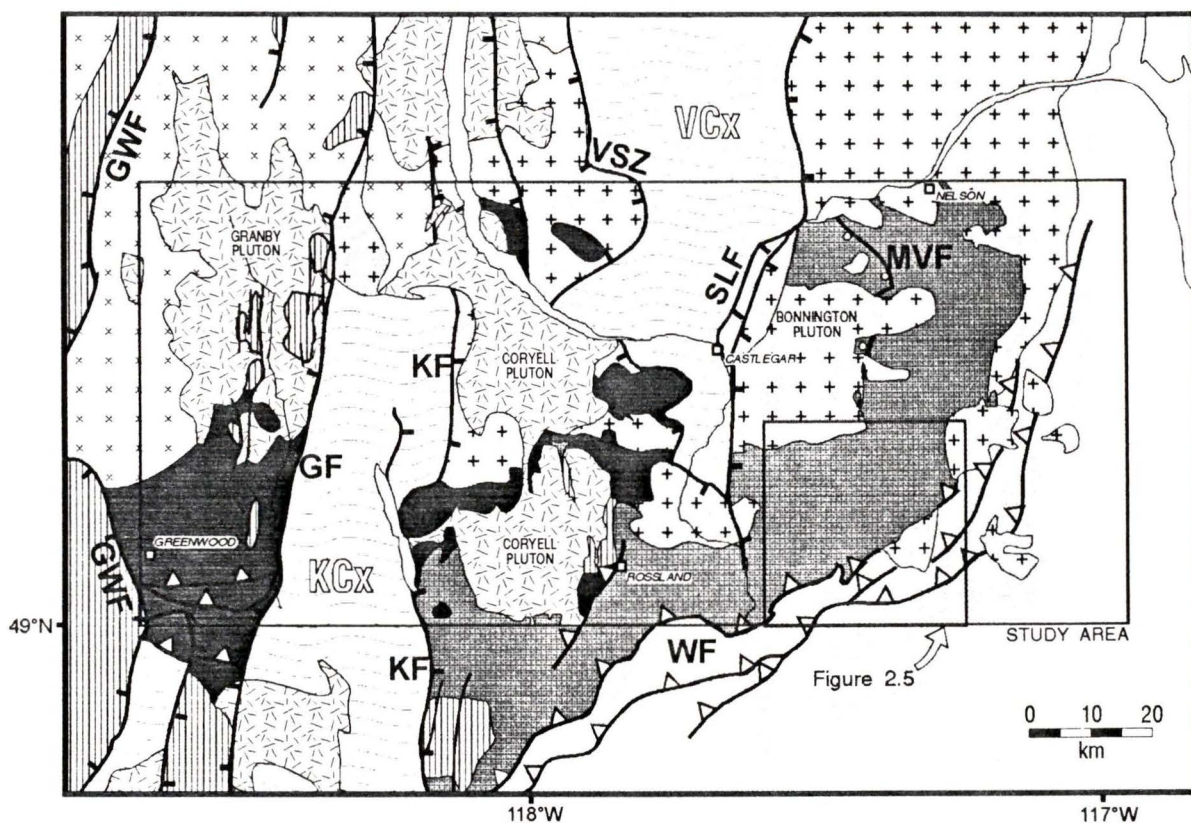 VCx
GWF
VSZ
NELSON
GRANBY
PLUTON
SLF
MVF
BONNINGTON
PLUTON
KF
CORYELL
PLUTON
CASTLEGAR
GF
GREENWOOD
CORYELL
PLUTON
GWF
KCx
ROSSLAND
49°N
STUDY AREA
KF
WF
Figure 2.5
0 10 20
km
118°W
117°W